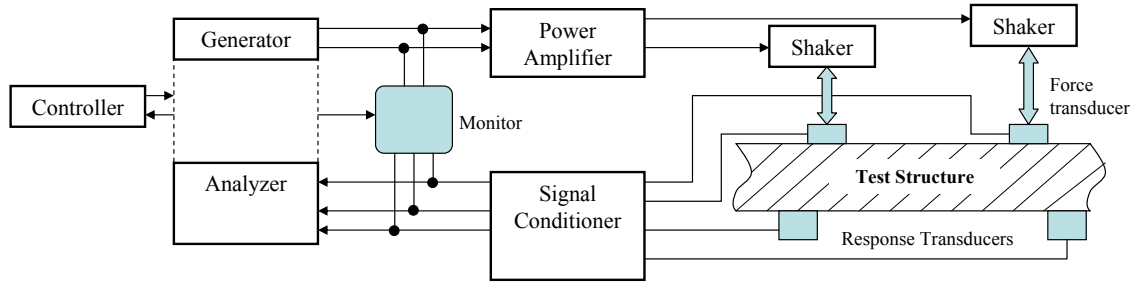 Generator
Power
Amplifier
Shaker
Shaker
Controller
Monitor
Force
transducer
Analyzer
Signal
Conditioner
Test Structure
Response Transducers